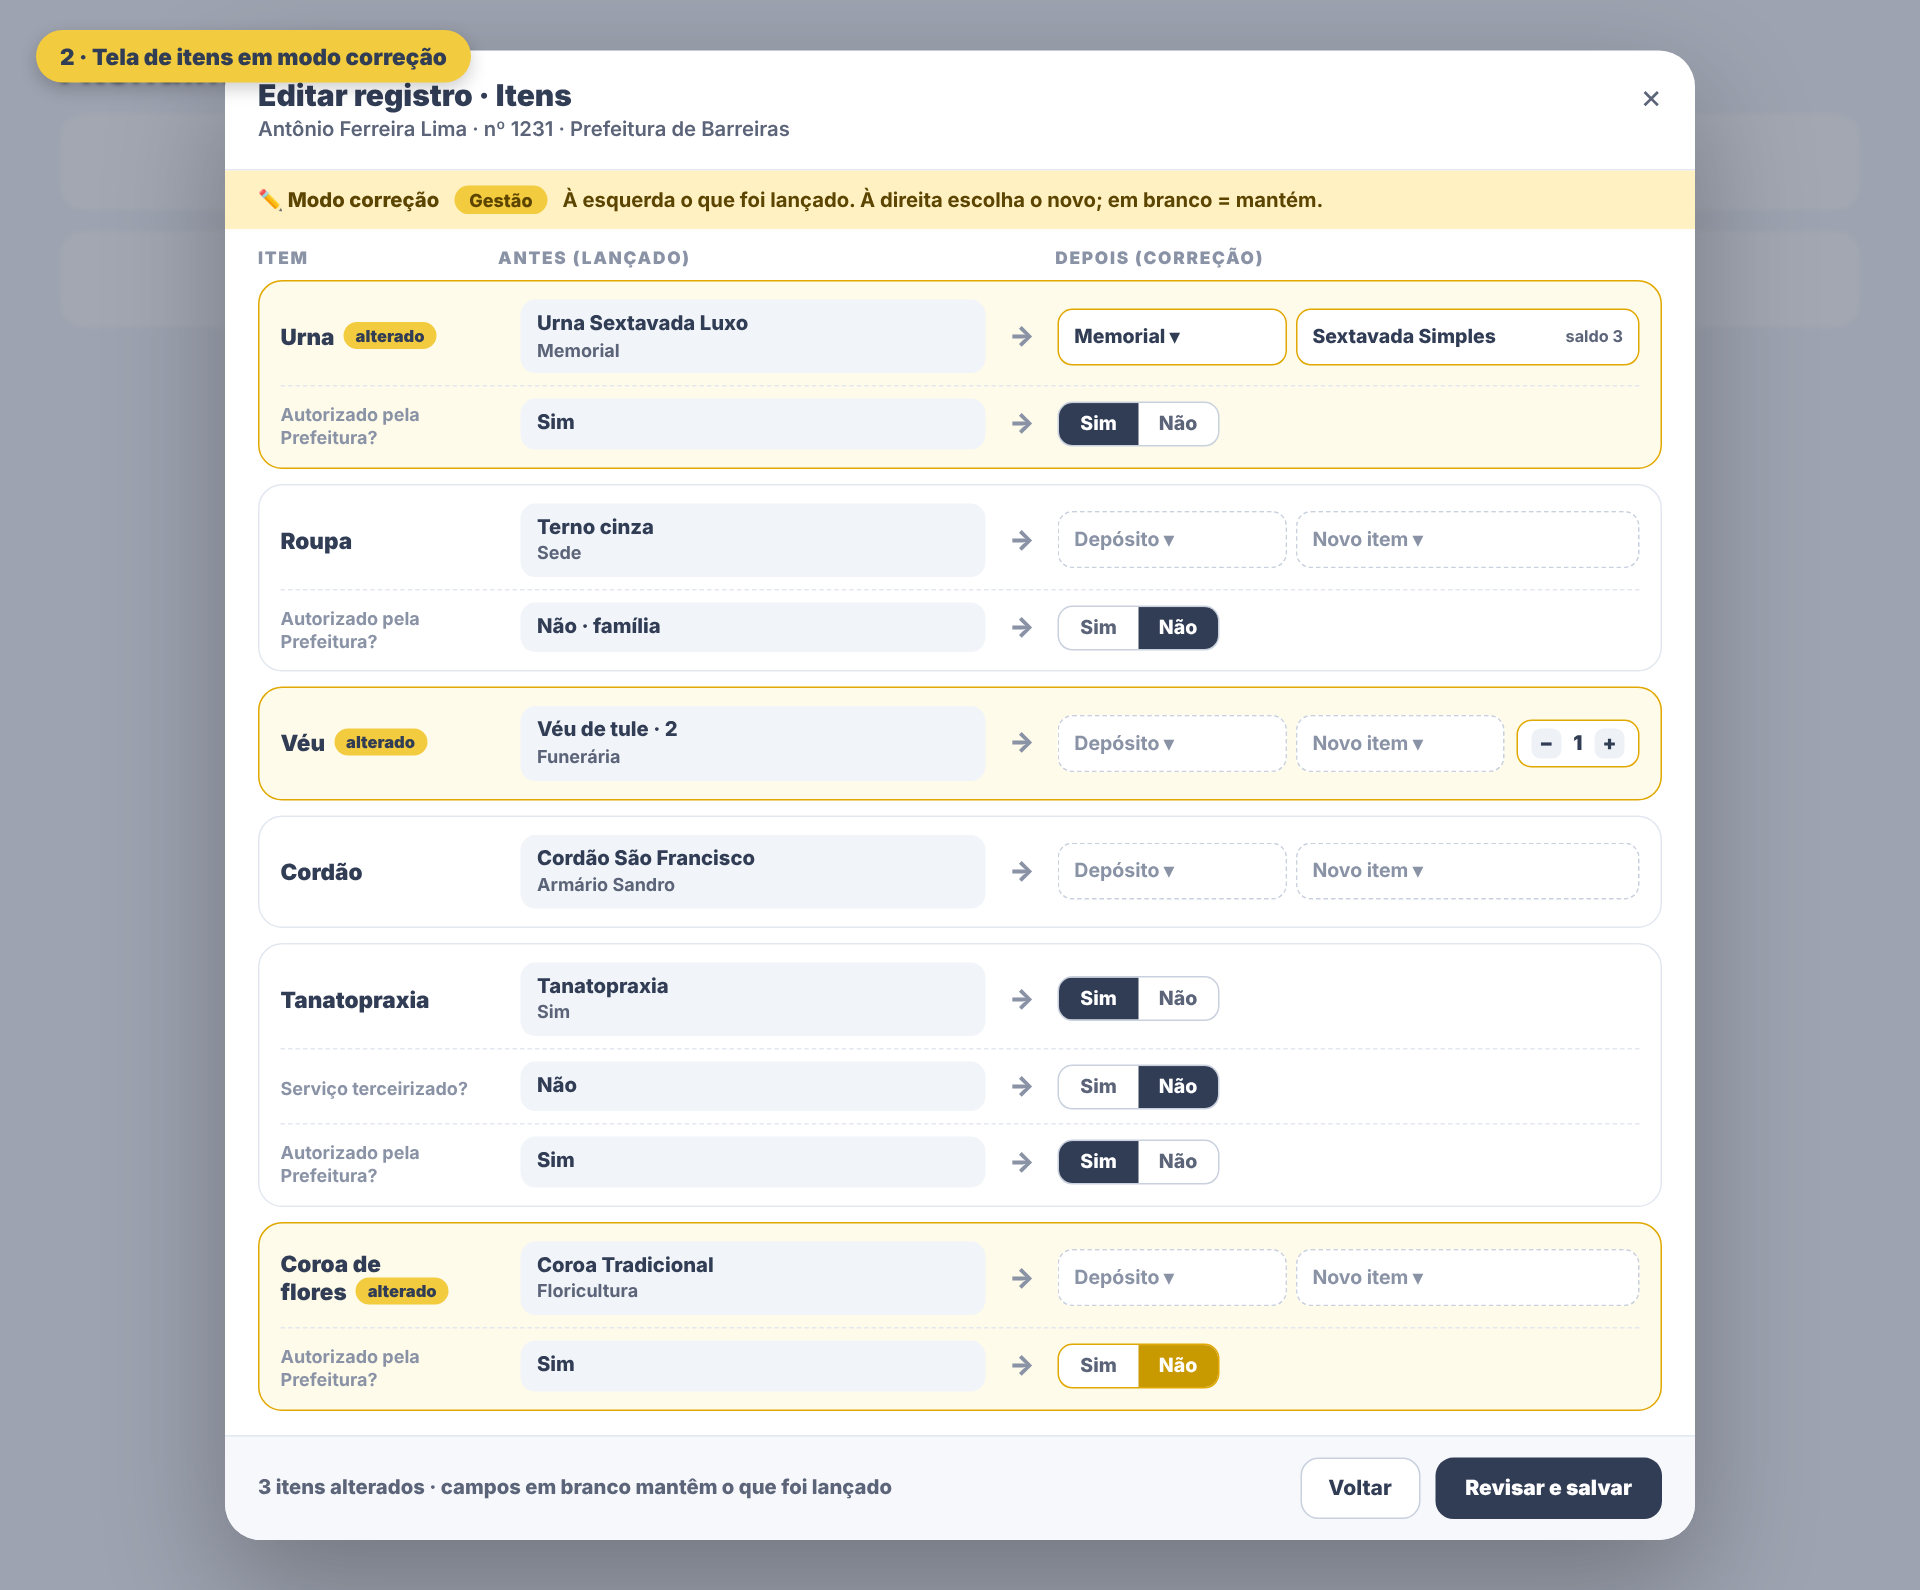 2 · Tela de itens em modo correção
Editar registro · Itens
×
Antônio Ferreira Lima · nº 1231 · Prefeitura de Barreiras
✏️ Modo correção Gestão À esquerda o que foi lançado. À direita escolha o novo; em branco = mantém.
ITEM ANTES (LANÇADO) DEPOIS (CORREÇÃO)
Urna alterado
Urna Sextavada Luxo
Memorial
→ Memorial ▾ Sextavada Simples saldo 3
Autorizado pela
Prefeitura?
Sim → Sim Não
Roupa
Terno cinza
Sede
→ Depósito ▾ Novo item ▾
Autorizado pela
Prefeitura?
Não · família → Sim Não
Véu alterado
Véu de tule · 2
Funerária
→ Depósito ▾ Novo item ▾ − 1 +
Cordão
Cordão São Francisco
Armário Sandro
→ Depósito ▾ Novo item ▾
Tanatopraxia
Tanatopraxia
Sim
→ Sim Não
Serviço terceirizado? Não → Sim Não
Autorizado pela
Prefeitura?
Sim → Sim Não
Coroa de
flores alterado
Coroa Tradicional
Floricultura
→ Depósito ▾ Novo item ▾
Autorizado pela
Prefeitura?
Sim → Sim Não
3 itens alterados · campos em branco mantêm o que foi lançado Voltar Revisar e salvar